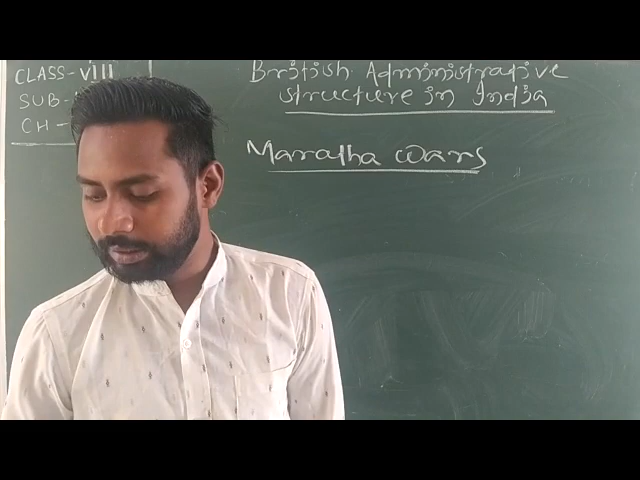 CLASS-VIII
SUB-
CH-
British Administrative
structure in India
Maratha wars